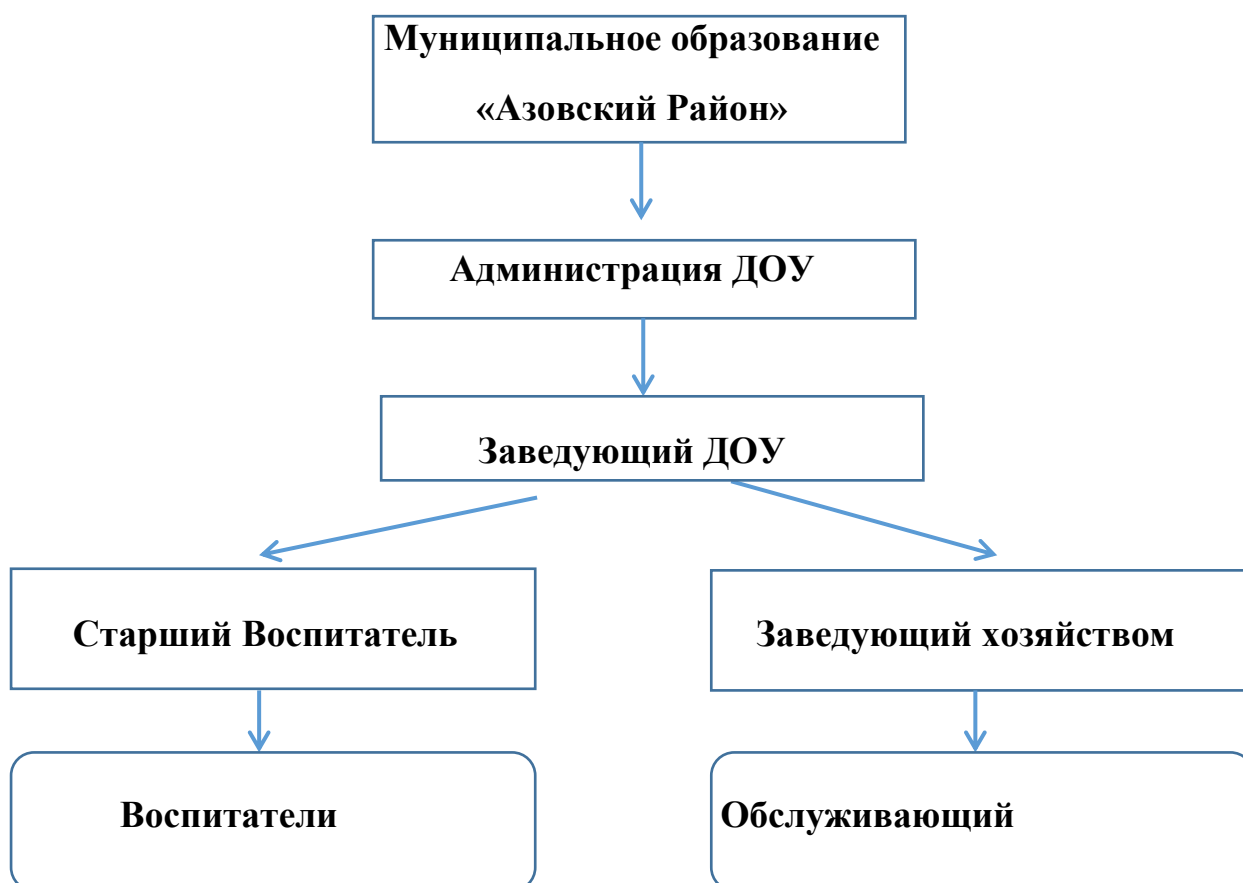 Муниципальное образование
«Азовский Район»
Администрация ДОУ
Заведующий ДОУ
Старший Воспитатель
Заведующий хозяйством
Воспитатели
Обслуживающий